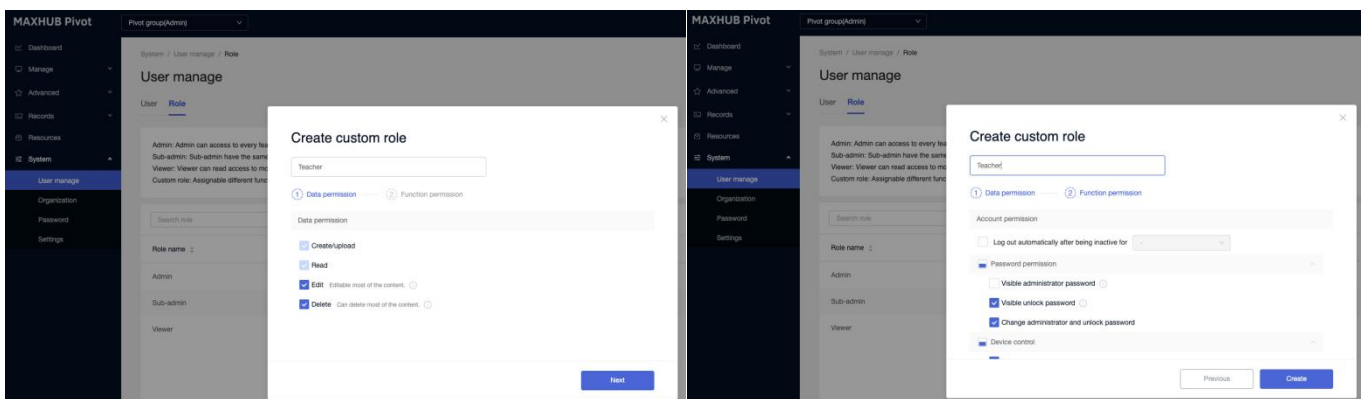 MAXHUB Pivot
Pivot group(Admin)
Dashboard
Manage
Advanced
Records
Resources
System
User manage
Organization
Password
Settings
System / User manage / Role
User manage
User Role
Admin: Admin can access to every fea
Sub-admin: Sub-admin have the same
Viewer: Viewer can read access to mo
Custom role: Assignable different func
Search role
Role name
Admin
Sub-admin
Viewer
Create custom role
Teacher
1 Data permission 2 Function permission
Data permission
Create/upload
Read
Edit Editable most of the content.
Delete Can delete most of the content.
Next
MAXHUB Pivot
Pivot group(Admin)
Dashboard
Manage
Advanced
Records
Resources
System
User manage
Organization
Password
Settings
System / User manage / Role
User manage
User Role
Admin: Admin can access to every fea
Sub-admin: Sub-admin have the same
Viewer: Viewer can read access to mo
Custom role: Assignable different func
Search role
Role name
Admin
Sub-admin
Viewer
Create custom role
Teacher
1 Data permission 2 Function permission
Account permission
Log out automatically after being inactive for -
Password permission
Visible administrator password
Visible unlock password
Change administrator and unlock password
Device control
Previous Create